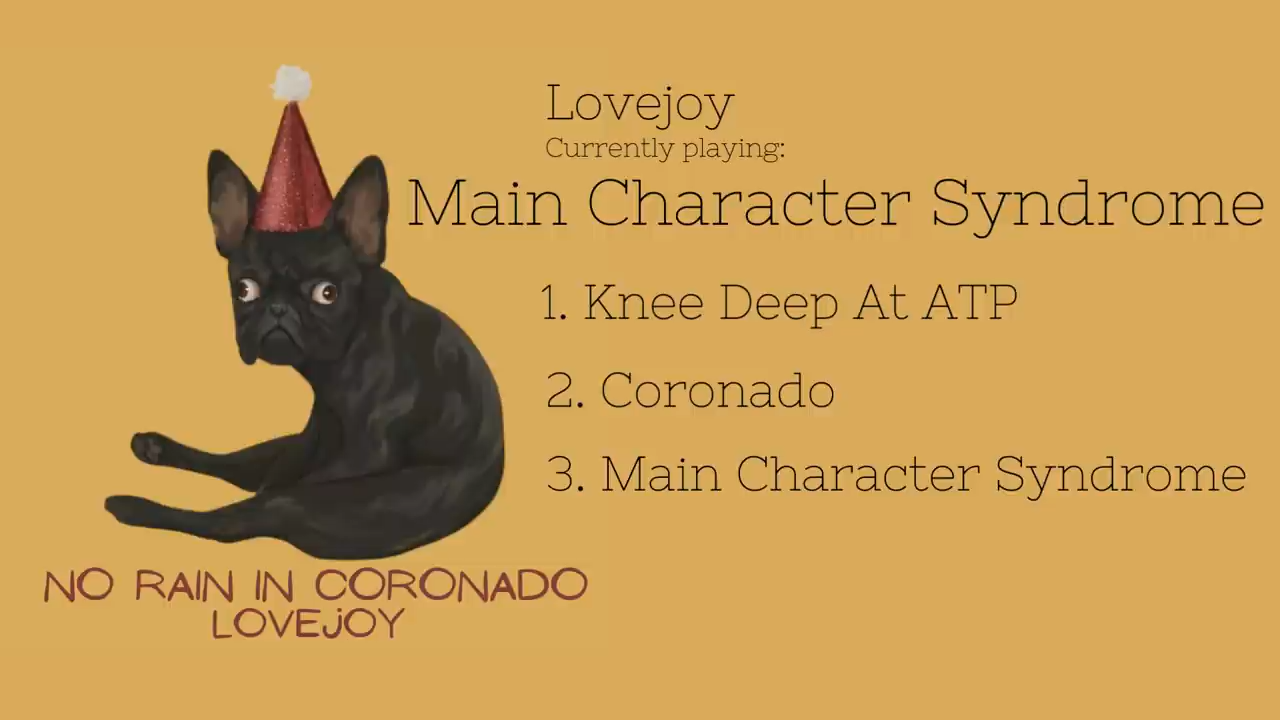 Lovejoy
Currently playing:
Main Character Syndrome
1. Knee Deep At ATP
2. Coronado
3. Main Character Syndrome
NO RAIN IN CORONADO
LOVEjOY